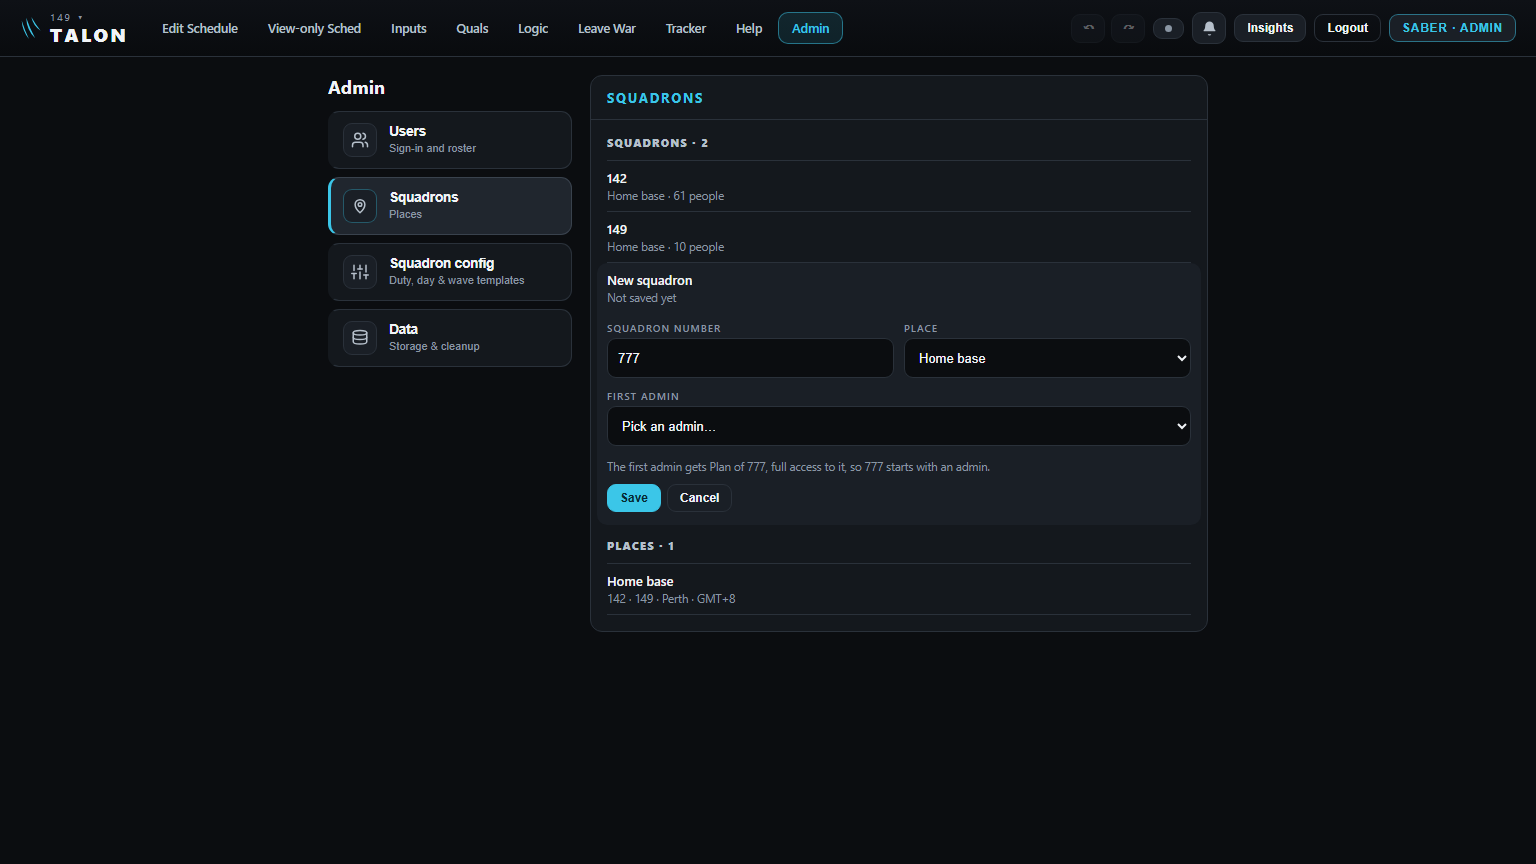 149 ▾
TALON
Edit Schedule
View-only Sched
Inputs
Quals
Logic
Leave War
Tracker
Help
Admin
Insights
Logout
SABER · ADMIN
Admin
Users
Sign-in and roster
Squadrons
Places
Squadron config
Duty, day & wave templates
Data
Storage & cleanup
SQUADRONS
SQUADRONS · 2
142
Home base · 61 people
149
Home base · 10 people
New squadron
Not saved yet
SQUADRON NUMBER
PLACE
777
Home base
FIRST ADMIN
Pick an admin...
The first admin gets Plan of 777, full access to it, so 777 starts with an admin.
Save
Cancel
PLACES · 1
Home base
142 · 149 · Perth · GMT+8